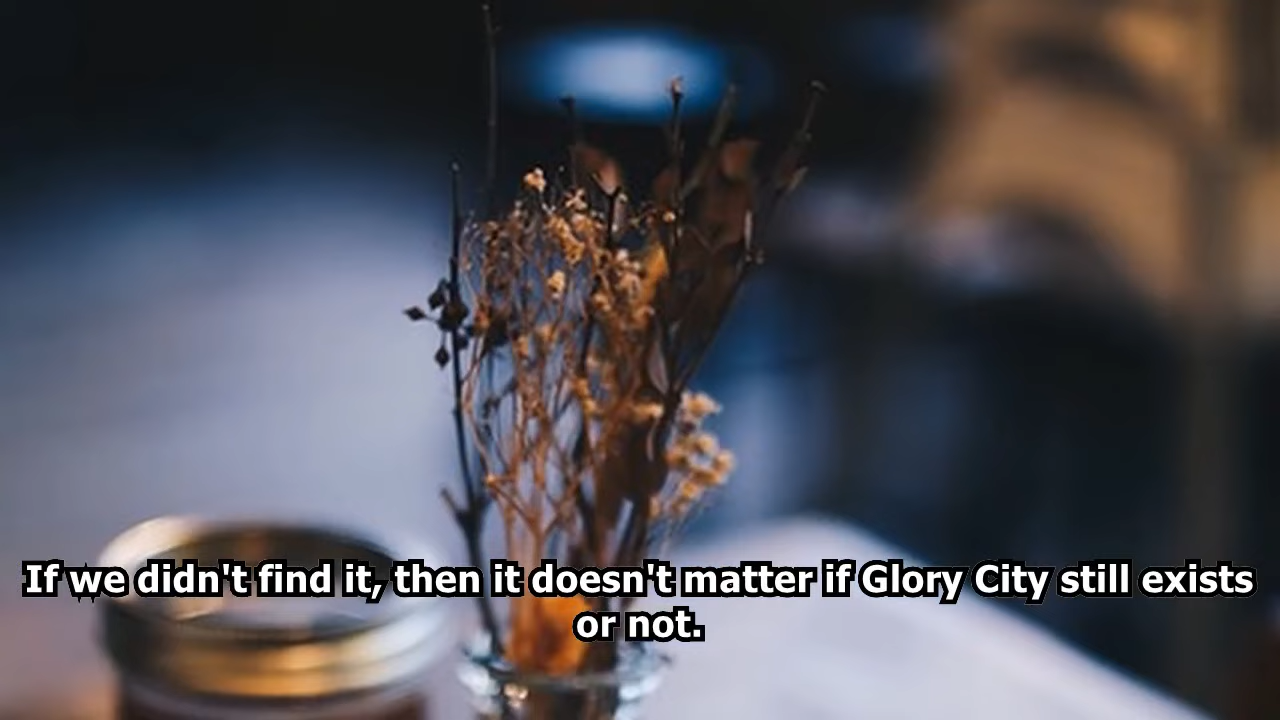 If we didn't find it, then it doesn't matter if Glory City still exists
or not.